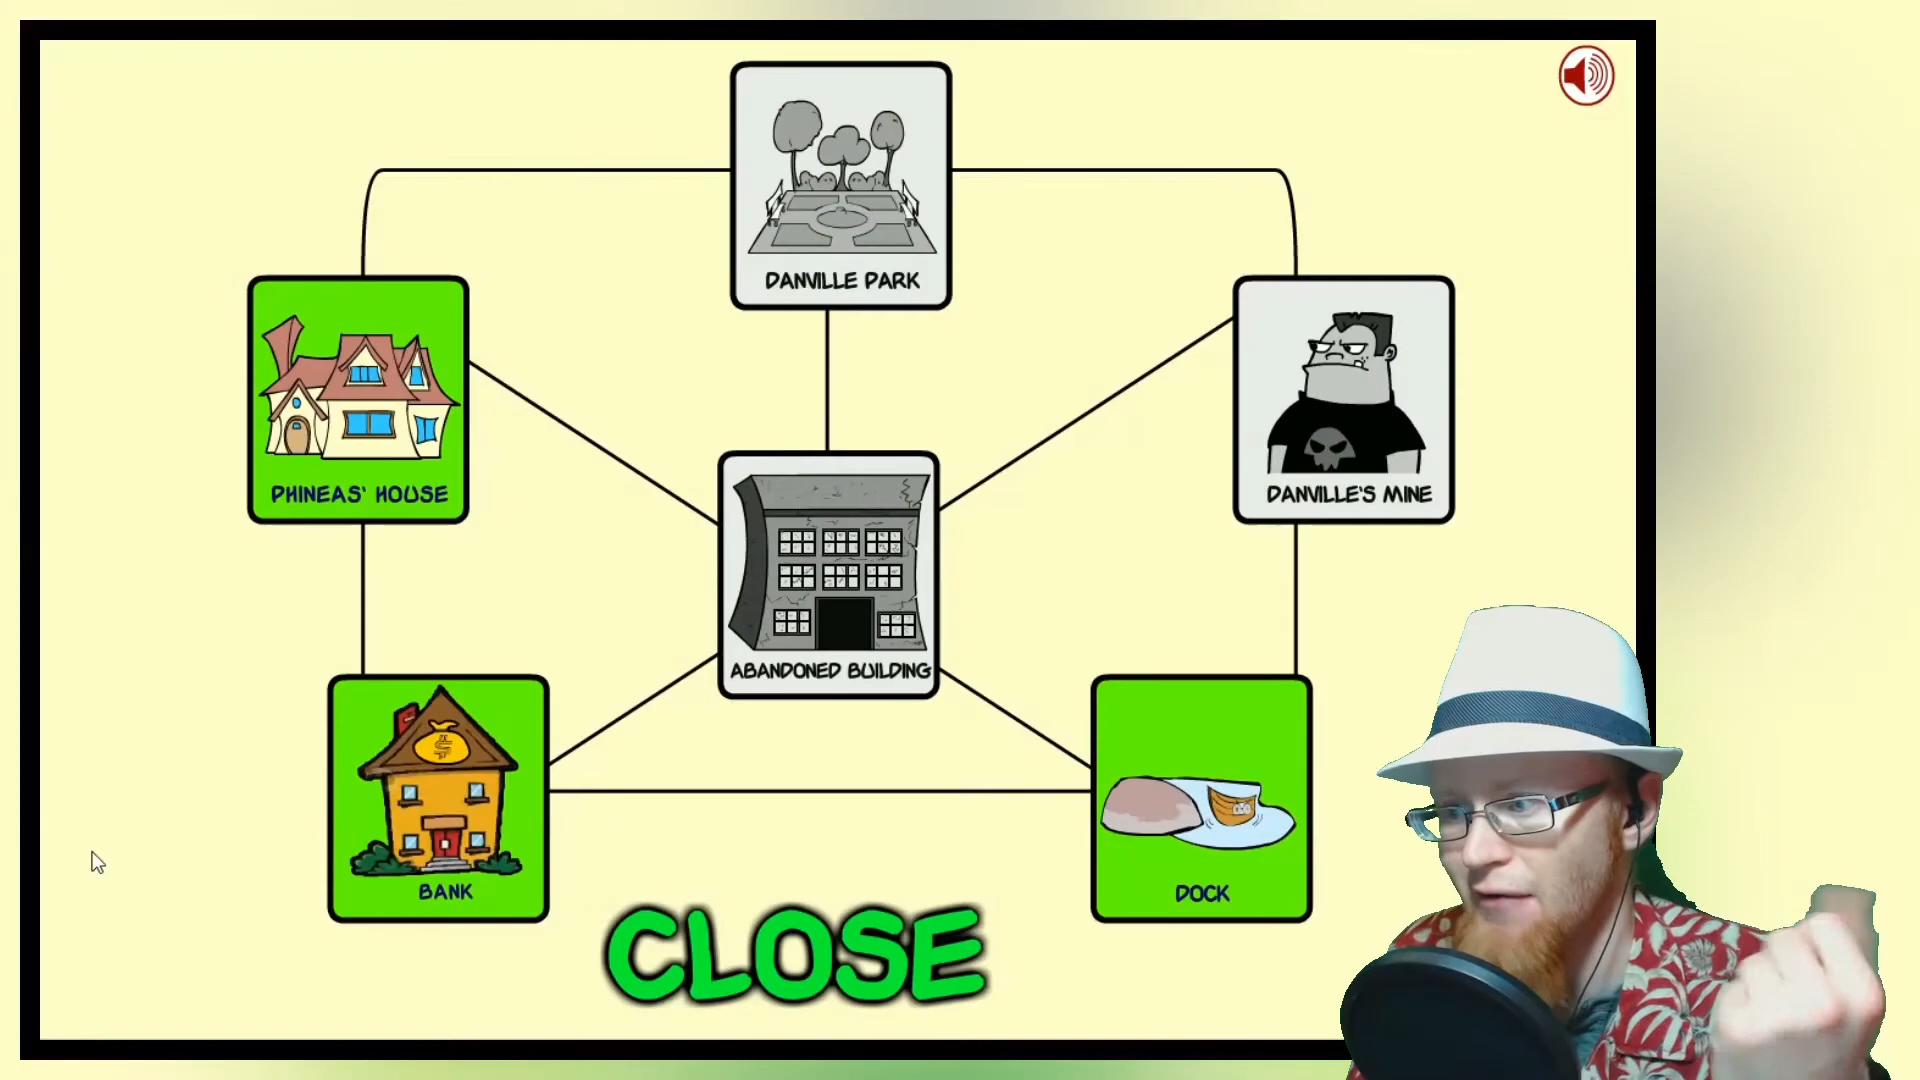 DANVILLE PARK
PHINEAS' HOUSE
DANVILLE'S MINE
ABANDONED BUILDING
$
BANK
DOCK
CLOSE